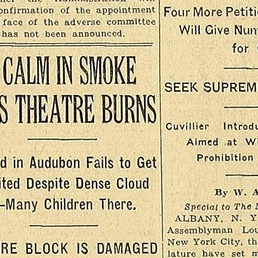 confirmation of the appointment
face of the adverse committee
has not been announced.
CALM IN SMOKE
S THEATRE BURNS
d in Audubon Fails to Get
ited Despite Dense Cloud
—Many Children There.
RE BLOCK IS DAMAGED
Four More Petiti
Will Give Num
for
SEEK SUPREM
Cuvillier Introdu
Aimed at W
Prohibition
By W. A
Special to The N
ALBANY, N. Y
Assemblyman Lou
New York City, th
lature have set m